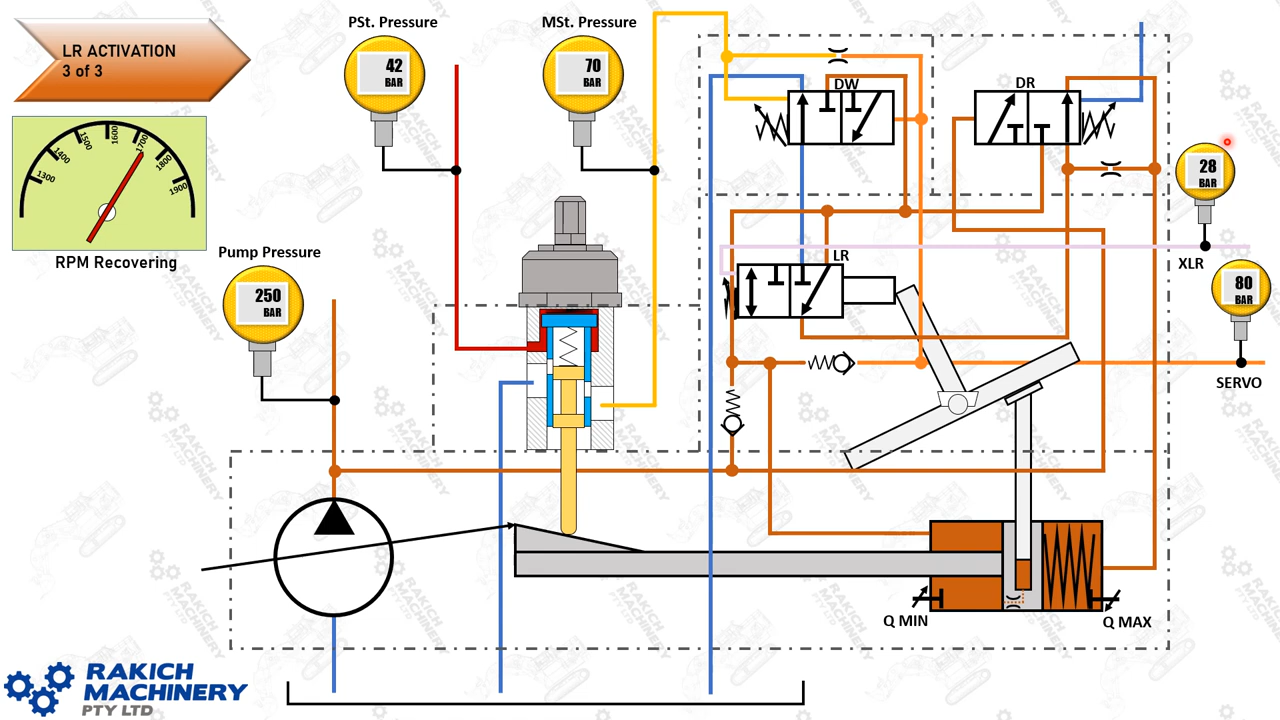 LR ACTIVATION
3 of 3
1300
1400
1500
1600
1700
1800
1900
RPM Recovering
PSt. Pressure
42
BAR
MSt. Pressure
70
BAR
Pump Pressure
250
BAR
DW
DR
LR
28
BAR
XLR
80
BAR
SERVO
Q MIN
Q MAX
RAKICH
MACHINERY
PTY LTD